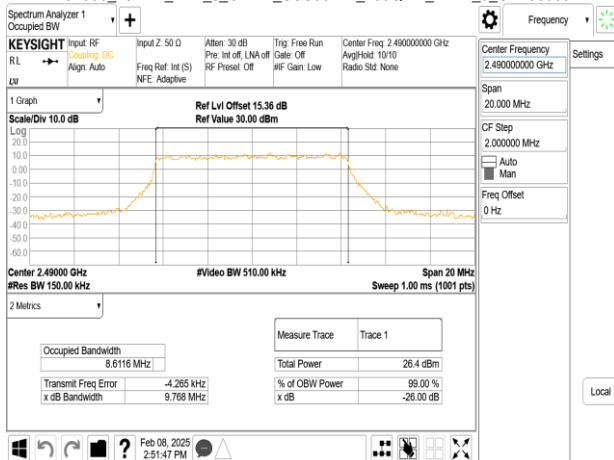 Spectrum Analyzer 1
Occupied BW
Frequency
KEYSIGHT
RL
Input: RF
Coupling: DC
Align: Auto
Input Z: 50 Ω
Freq Ref: Int (S)
NFE: Adaptive
Atten: 30 dB
Pre: Int off, LNA off
RF Presel: Off
Trig: Free Run
Gate: Off
#IF Gain: Low
Center Freq: 2.490000000 GHz
Avg|Hold: 10/10
Radio Std: None
Center Frequency
2.490000000 GHz
Settings
Span
20.000 MHz
CF Step
2.000000 MHz
Auto
Man
Freq Offset
0 Hz
1 Graph
Scale/Div 10.0 dB
Ref Lvl Offset 15.36 dB
Ref Value 30.00 dBm
Log
20.0
10.0
0.00
-10.0
-20.0
-30.0
-40.0
-50.0
-60.0
Center 2.49000 GHz
#Video BW 510.00 kHz
Span 20 MHz
#Res BW 150.00 kHz
Sweep 1.00 ms (1001 pts)
2 Metrics
Measure Trace
Trace 1
Occupied Bandwidth
8.6116 MHz
Total Power
26.4 dBm
Transmit Freq Error
-4.265 kHz
% of OBW Power
99.00 %
x dB Bandwidth
9.768 MHz
x dB
-26.00 dB
Local
Feb 08, 2025
2:51:47 PM